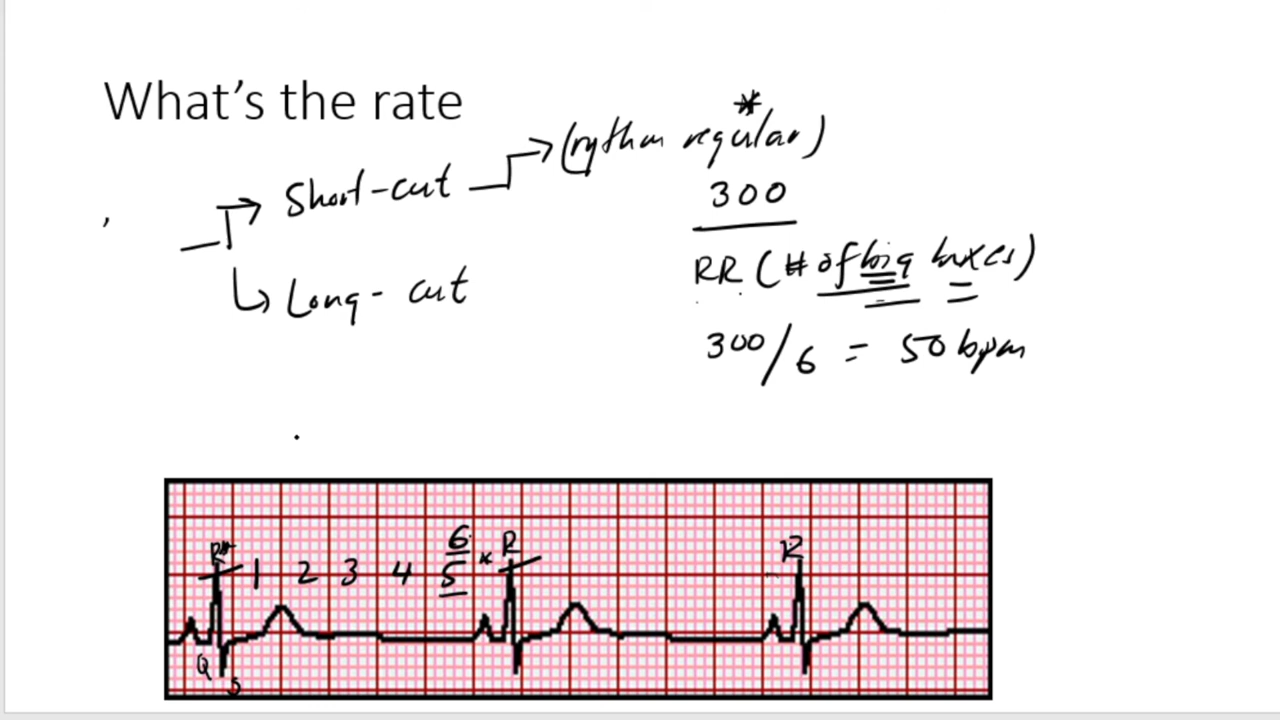 What's the rate
Short-cut
(rythm regular) *
300
RR (# of big boxes)
300/6 = 50 bpm
Long-cut
R* 1 2 3 4 5 6 * R R
Q S